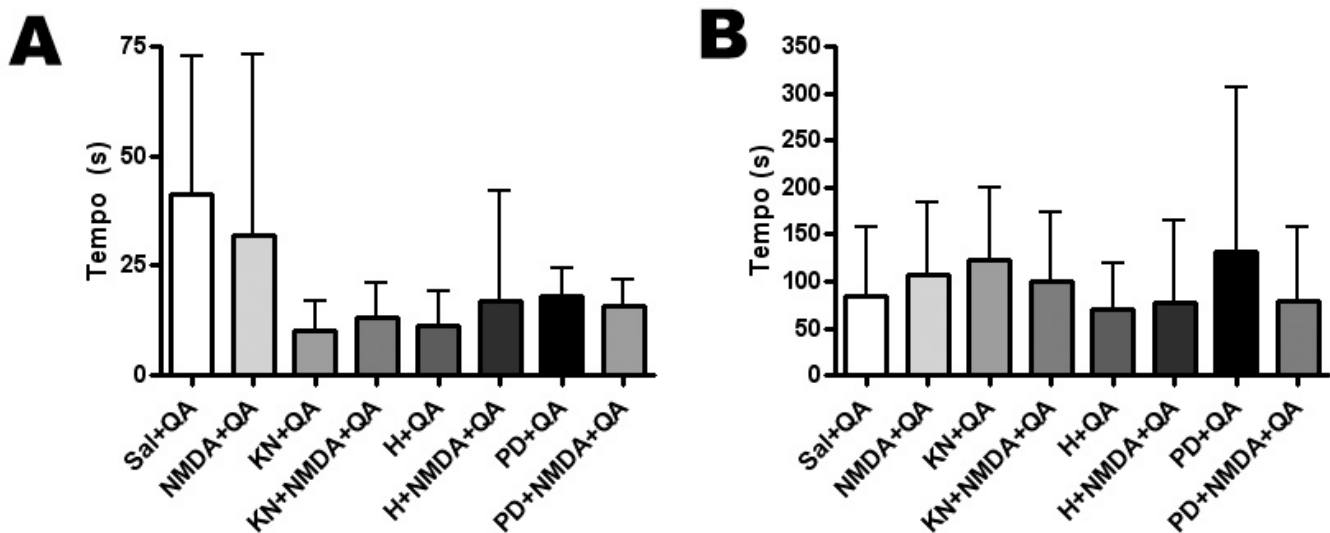 A
Tempo (s)
75
50
25
0
Sal+QA
NMDA+QA
KN+QA
KN+NMDA+QA
H+QA
H+NMDA+QA
PD+QA
PD+NMDA+QA
B
Tempo (s)
350
300
250
200
150
100
50
0
Sal+QA
NMDA+QA
KN+QA
KN+NMDA+QA
H+QA
H+NMDA+QA
PD+QA
PD+NMDA+QA